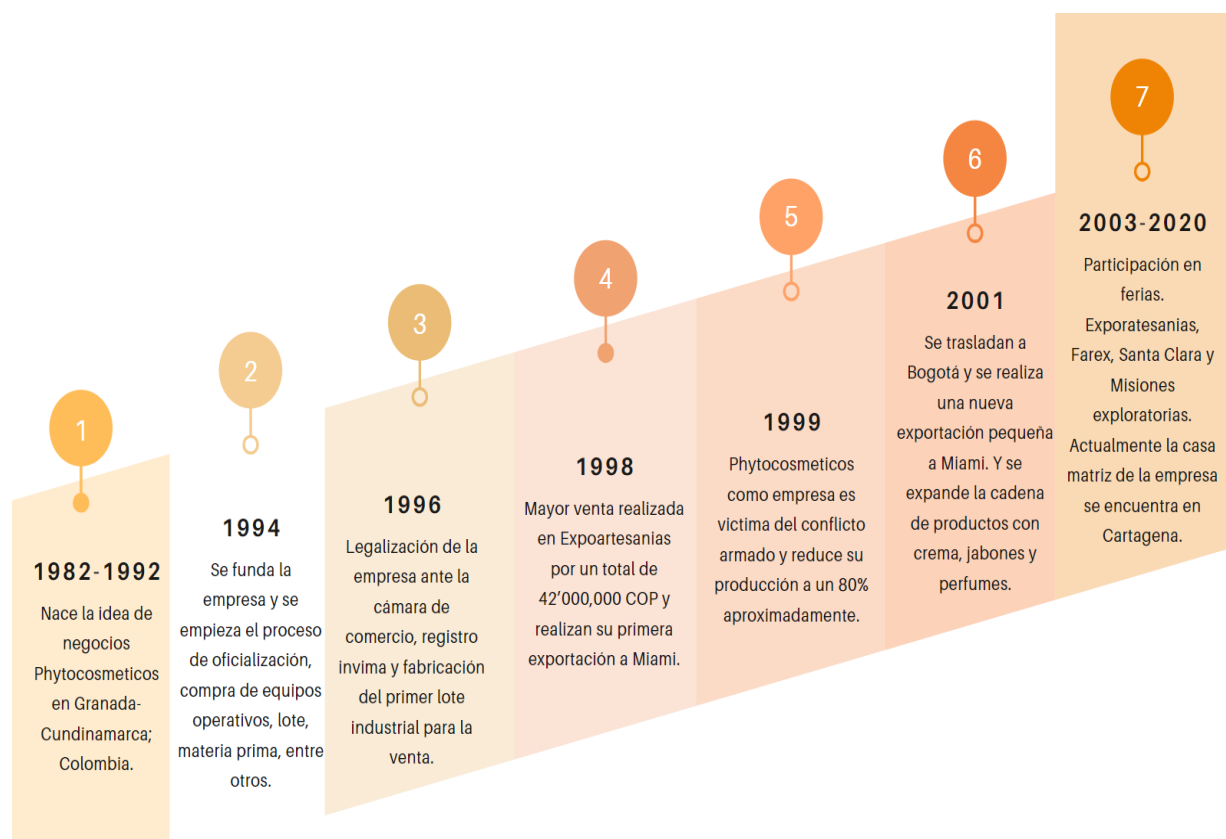 1
1982-1992
Nace la idea de
negocios
Phytocosmeticos
en Granada-
Cundinamarca;
Colombia.
2
1994
Se funda la
empresa y se
empieza el proceso
de oficialización,
compra de equipos
operativos, lote,
materia prima, entre
otros.
3
1996
Legalización de la
empresa ante la
cámara de
comercio, registro
invima y fabricación
del primer lote
industrial para la
venta.
4
1998
Mayor venta realizada
en Expoartesanias
por un total de
42’000,000 COP y
realizan su primera
exportación a Miami.
5
1999
Phytocosmeticos
como empresa es
victima del conflicto
armado y reduce su
producción a un 80%
aproximadamente.
6
2001
Se trasladan a
Bogotá y se realiza
una nueva
exportación pequeña
a Miami. Y se
expande la cadena
de productos con
crema, jabones y
perfumes.
7
2003-2020
Participación en
ferias.
Exporatesanias,
Farex, Santa Clara y
Misiones
exploratorias.
Actualmente la casa
matriz de la empresa
se encuentra en
Cartagena.